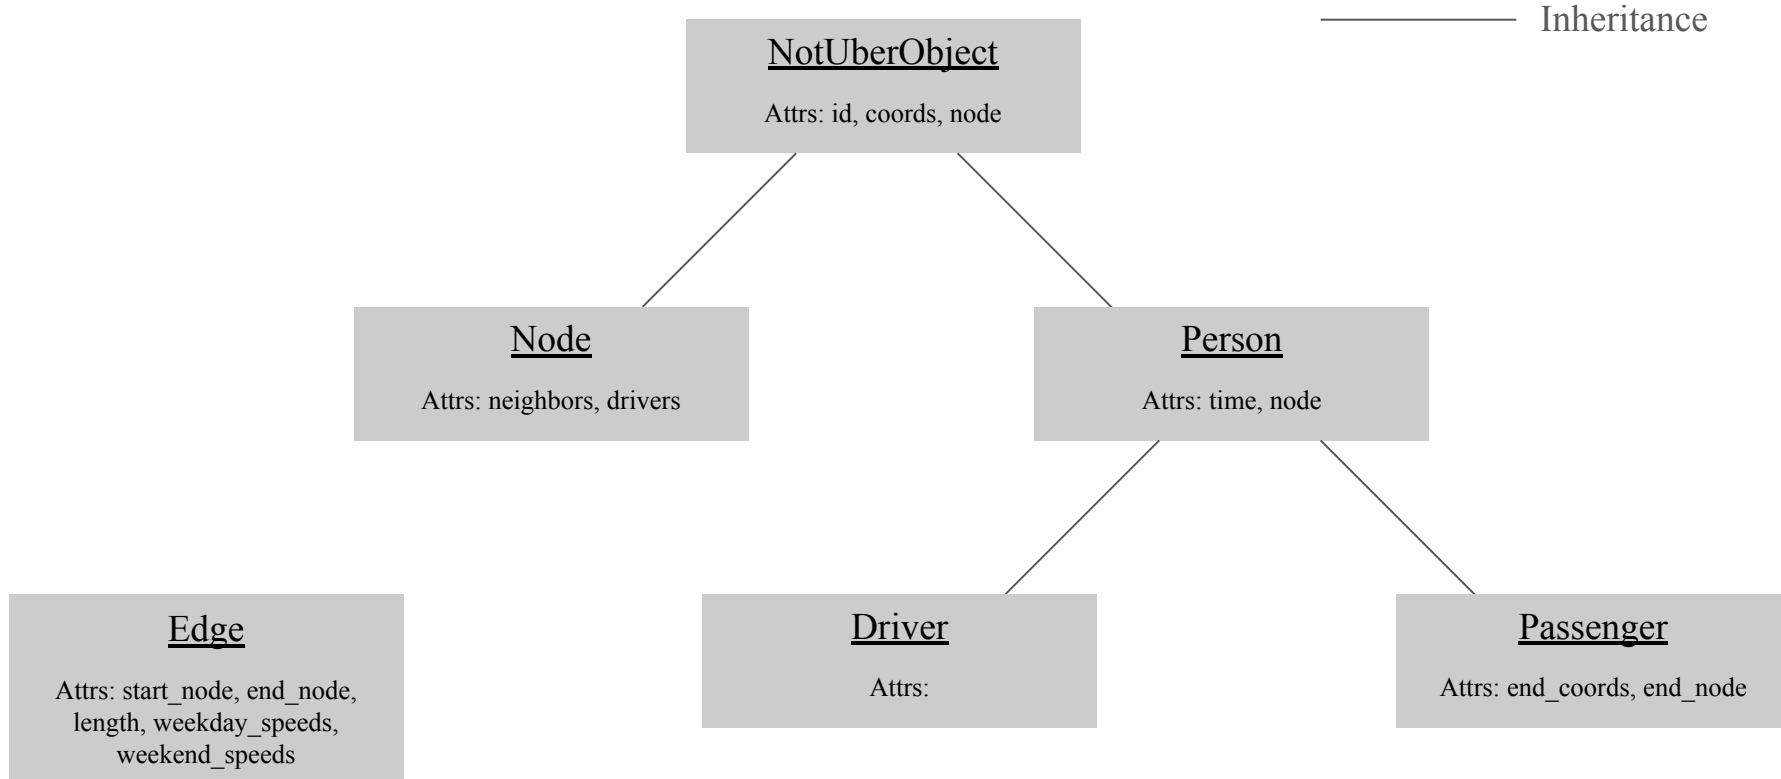 Inheritance
NotUberObject
Attrs: id, coords, node
Node
Attrs: neighbors, drivers
Person
Attrs: time, node
Edge
Attrs: start_node, end_node,
length, weekday_speeds,
weekend_speeds
Driver
Attrs:
Passenger
Attrs: end_coords, end_node